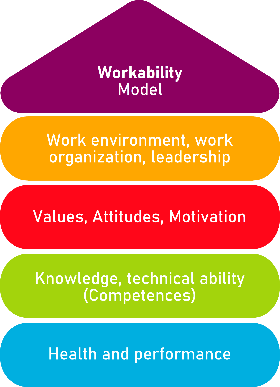 Workability
Model
Work environment, work
organization, leadership
Values, Attitudes, Motivation
Knowledge, technical ability
(Competences)
Health and performance